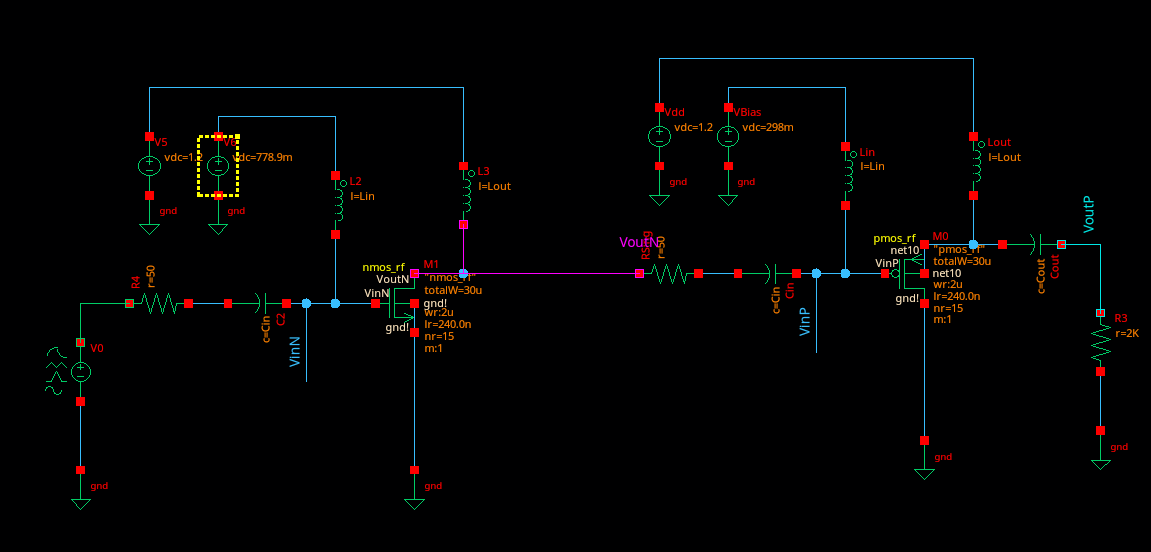 Vdd
vdc=1.2
VBias
vdc=298m
gnd
gnd
V5
vdc=1.2
vdc=778.9m
gnd
gnd
L2
l=Lin
L3
l=Lout
Lin
l=Lin
Lout
l=Lout
R4
r=50
c=Cin
C2
VinN
nmos_rf
VoutN
VinN
gnd!
gnd!
M1
"nmos_rf"
totalW=30u
wr:2u
lr=240.0n
nr=15
m:1
V0
gnd
gnd
VoutN
r=50
c=Cin
Cin
VinP
pmos_rf
net10
VinP
net10
gnd!
M0
"pmos_rf"
totalW=30u
wr:2u
lr=240.0n
nr=15
m:1
gnd
c=Cout
Cout
VoutP
R3
r=2K
gnd